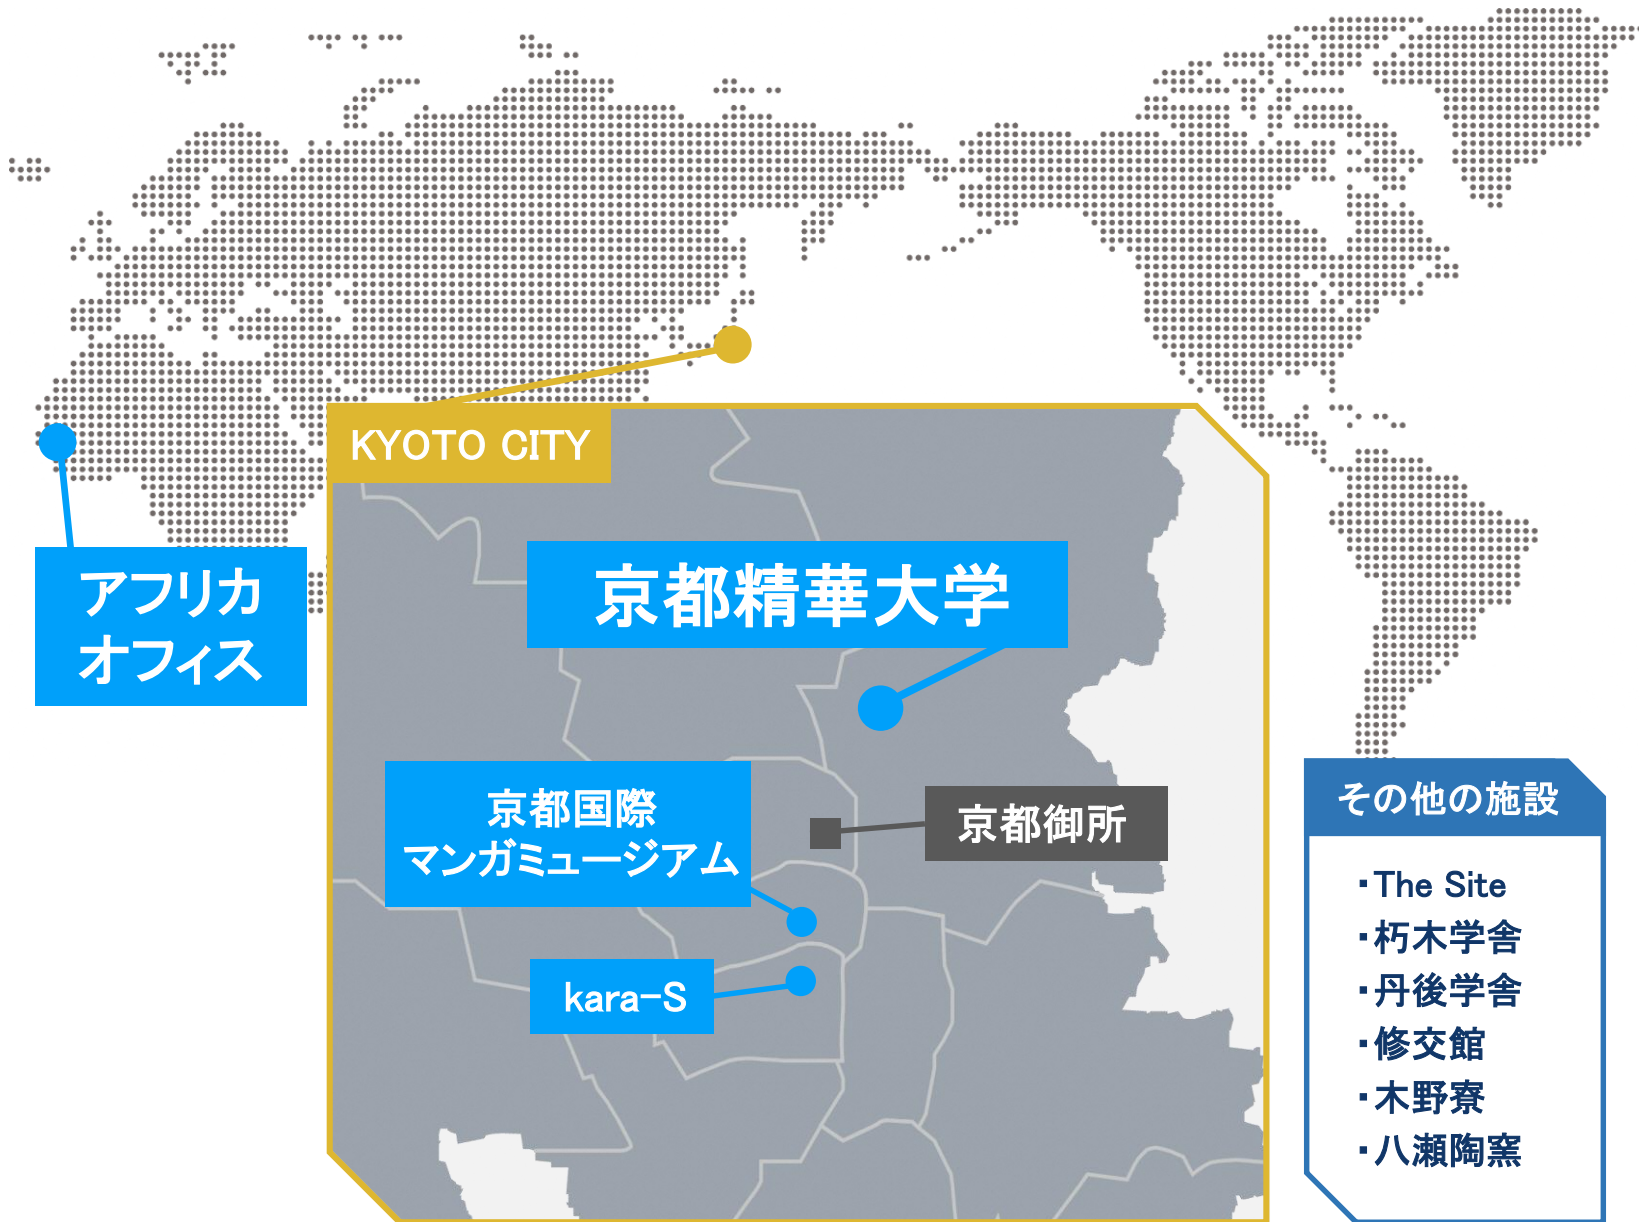 KYOTO CITY
京都精華大学
アフリカ
オフィス
京都国際
マンガミュージアム
京都御所
kara-S
その他の施設
・The Site
・朽木学舎
・丹後学舎
・修交館
・木野寮
・八瀬陶窯